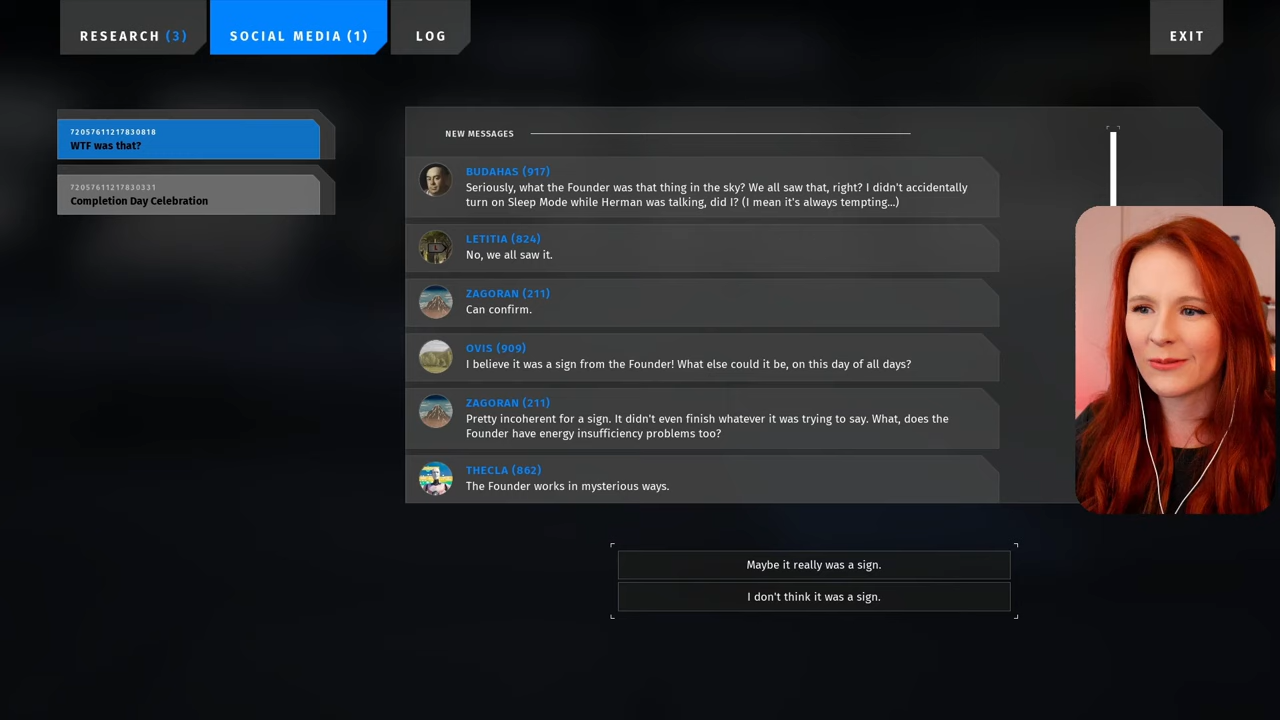 RESEARCH (3)
SOCIAL MEDIA (1)
LOG
EXIT
72057611217830818
WTF was that?
72057611217830331
Completion Day Celebration
NEW MESSAGES
BUDAHAS (917)
Seriously, what the Founder was that thing in the sky? We all saw that, right? I didn't accidentally
turn on Sleep Mode while Herman was talking, did I? (I mean it's always tempting...)
LETITIA (824)
No, we all saw it.
ZAGORAN (211)
Can confirm.
OVIS (909)
I believe it was a sign from the Founder! What else could it be, on this day of all days?
ZAGORAN (211)
Pretty incoherent for a sign. It didn't even finish whatever it was trying to say. What, does the
Founder have energy insufficiency problems too?
THECLA (862)
The Founder works in mysterious ways.
Maybe it really was a sign.
I don't think it was a sign.